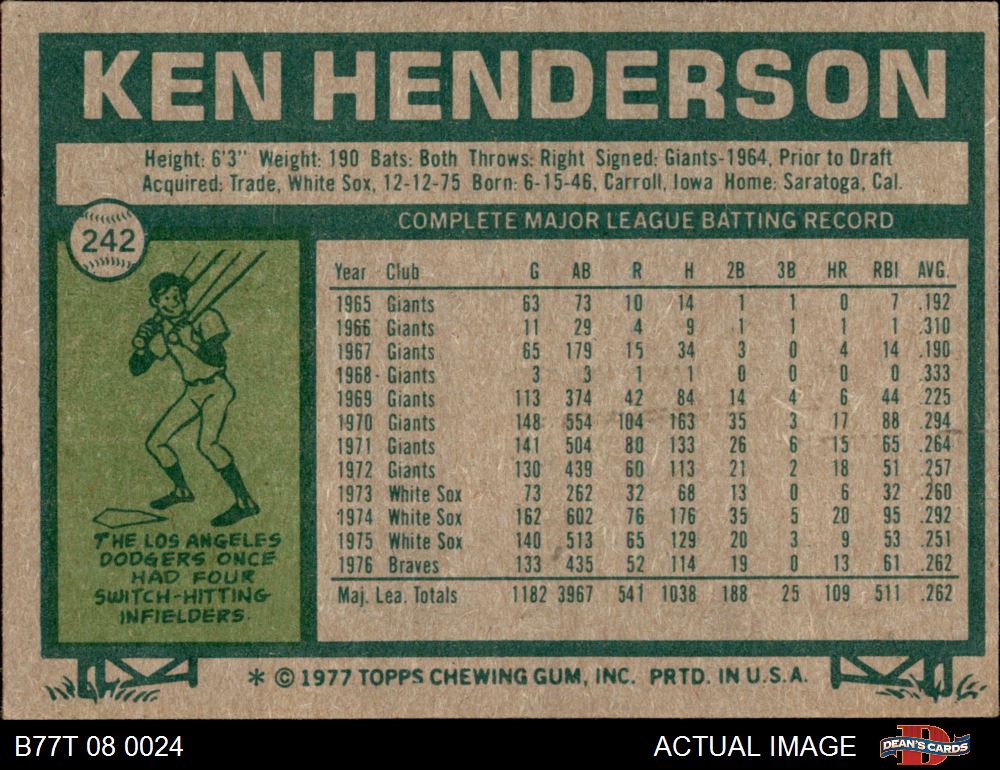 KEN HENDERSON
Height: 6'3" Weight: 190 Bats: Both Throws: Right Signed: Giants-1964, Prior to Draft
Acquired: Trade, White Sox, 12-12-75 Born: 6-15-46, Carroll, Iowa Home: Saratoga, Cal.
242
COMPLETE MAJOR LEAGUE BATTING RECORD
Year Club G AB R H 2B 3B HR RBI AVG.
1965 Giants 63 73 10 14 1 1 0 7 .192
1966 Giants 11 29 4 9 1 1 1 1 .310
1967 Giants 65 179 15 34 3 0 4 14 .190
1968 Giants 3 3 1 1 0 0 0 0 .333
1969 Giants 113 374 42 84 14 4 6 44 .225
1970 Giants 148 554 104 163 35 3 17 88 .294
1971 Giants 141 504 80 133 26 6 15 65 .264
1972 Giants 130 439 60 113 21 2 18 51 .257
1973 White Sox 73 262 32 68 13 0 6 32 .260
1974 White Sox 162 602 76 176 35 5 20 95 .292
1975 White Sox 140 513 65 129 20 3 9 53 .251
1976 Braves 133 435 52 114 19 0 13 61 .262
Maj. Lea. Totals 1182 3967 541 1038 188 25 109 511 .262
THE LOS ANGELES
DODGERS ONCE
HAD FOUR
SWITCH-HITTING
INFIELDERS.
* © 1977 TOPPS CHEWING GUM, INC. PRTD. IN U.S.A.
B77T 08 0024
ACTUAL IMAGE
D
DEAN'S CARDS